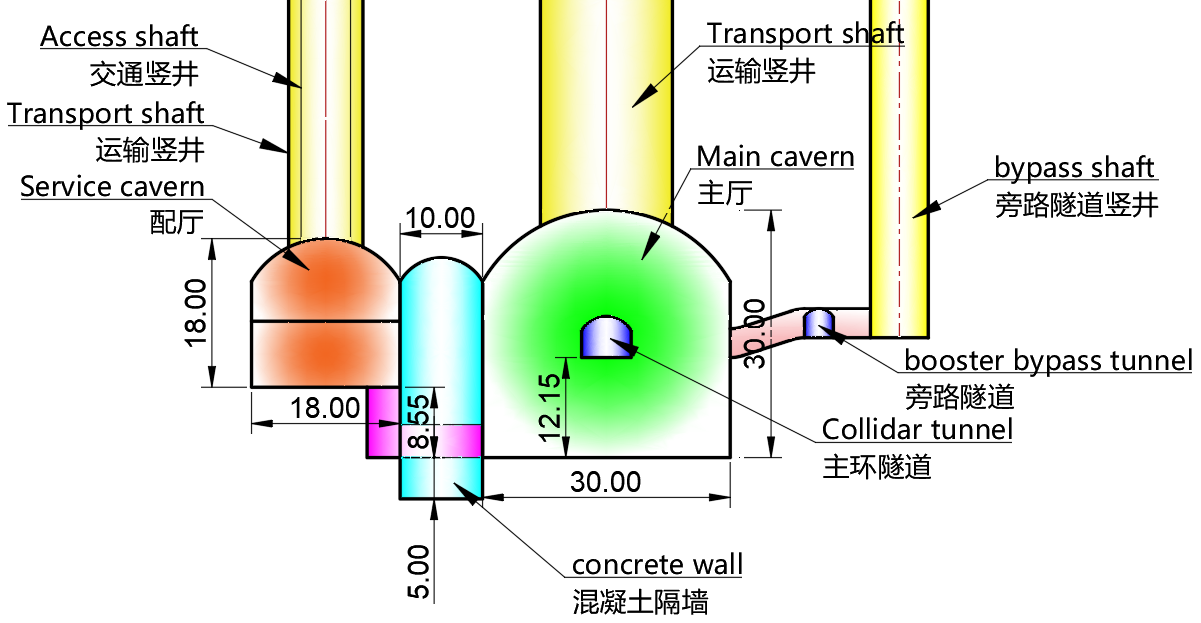 Access shaft
交通竖井
Transport shaft
运输竖井
Service cavern
配厅
Transport shaft
运输竖井
Main cavern
主厅
bypass shaft
旁路隧道竖井
10.00
18.00
18.00
8.55
12.15
30.00
30.00
5.00
booster bypass tunnel
旁路隧道
Collidar tunnel
主环隧道
concrete wall
混凝土隔墙